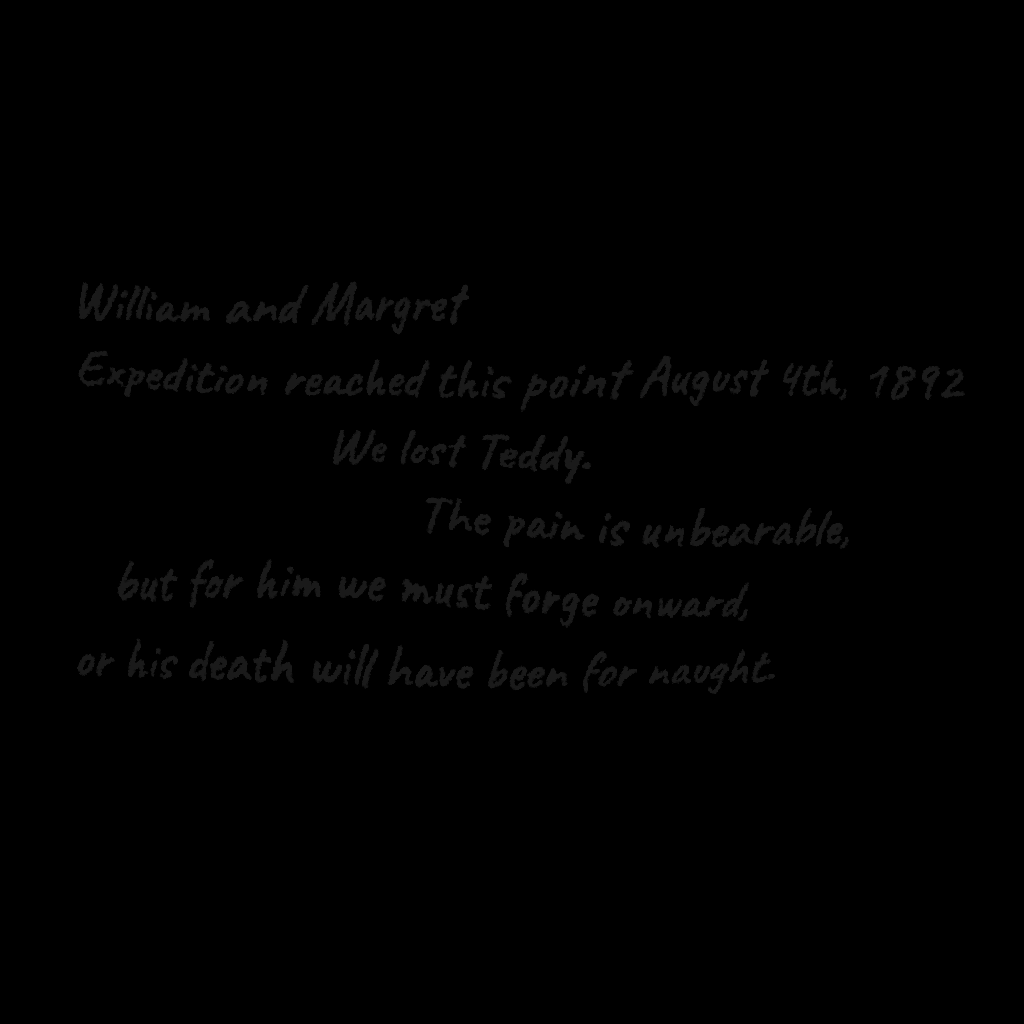 William and Margret
Expedition reached this point August 4th, 1892
We lost Teddy.
The pain is unbearable,
but for him we must forge onward,
or his death will have been for naught.